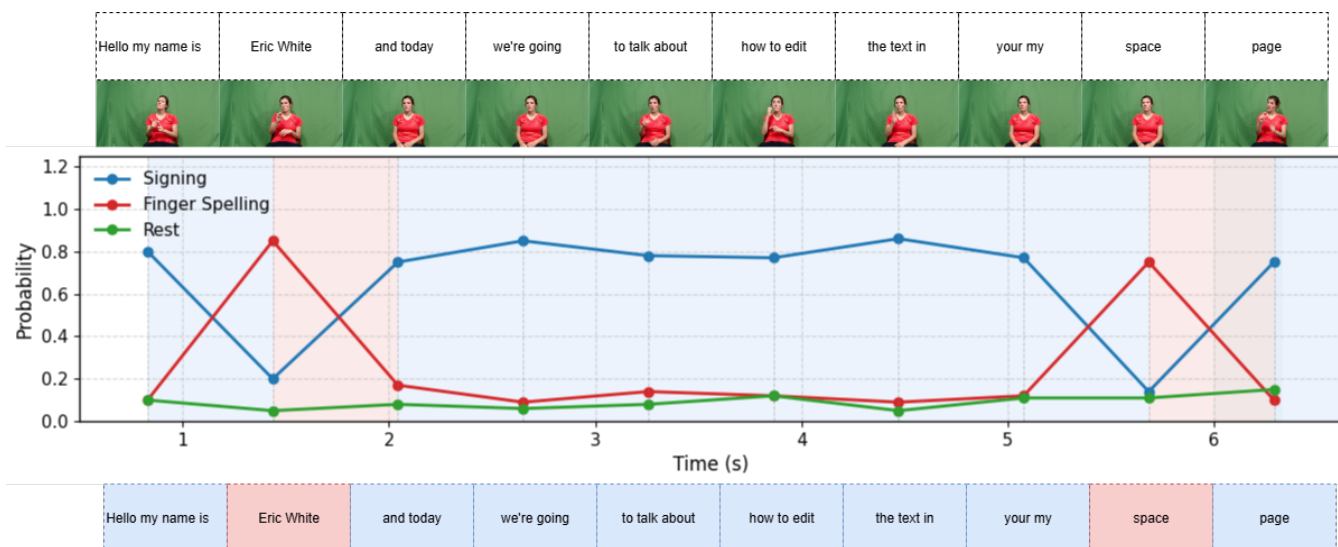 Hello my name is
Eric White
and today
we're going
to talk about
how to edit
the text in
your my
space
page
1.2
1.0
0.8
0.6
0.4
0.2
0.0
Probability
Signing
Finger Spelling
Rest
1
2
3
4
5
6
Time (s)
Hello my name is
Eric White
and today
we're going
to talk about
how to edit
the text in
your my
space
page